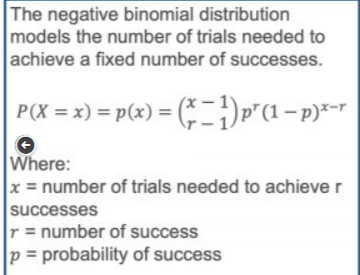 The negative binomial distribution
models the number of trials needed to
achieve a fixed number of successes.
P(X = x) = p(x) = (x − 1 r − 1) pʳ(1 − p)ˣ⁻ʳ
Where:
x = number of trials needed to achieve r
successes
r = number of success
p = probability of success